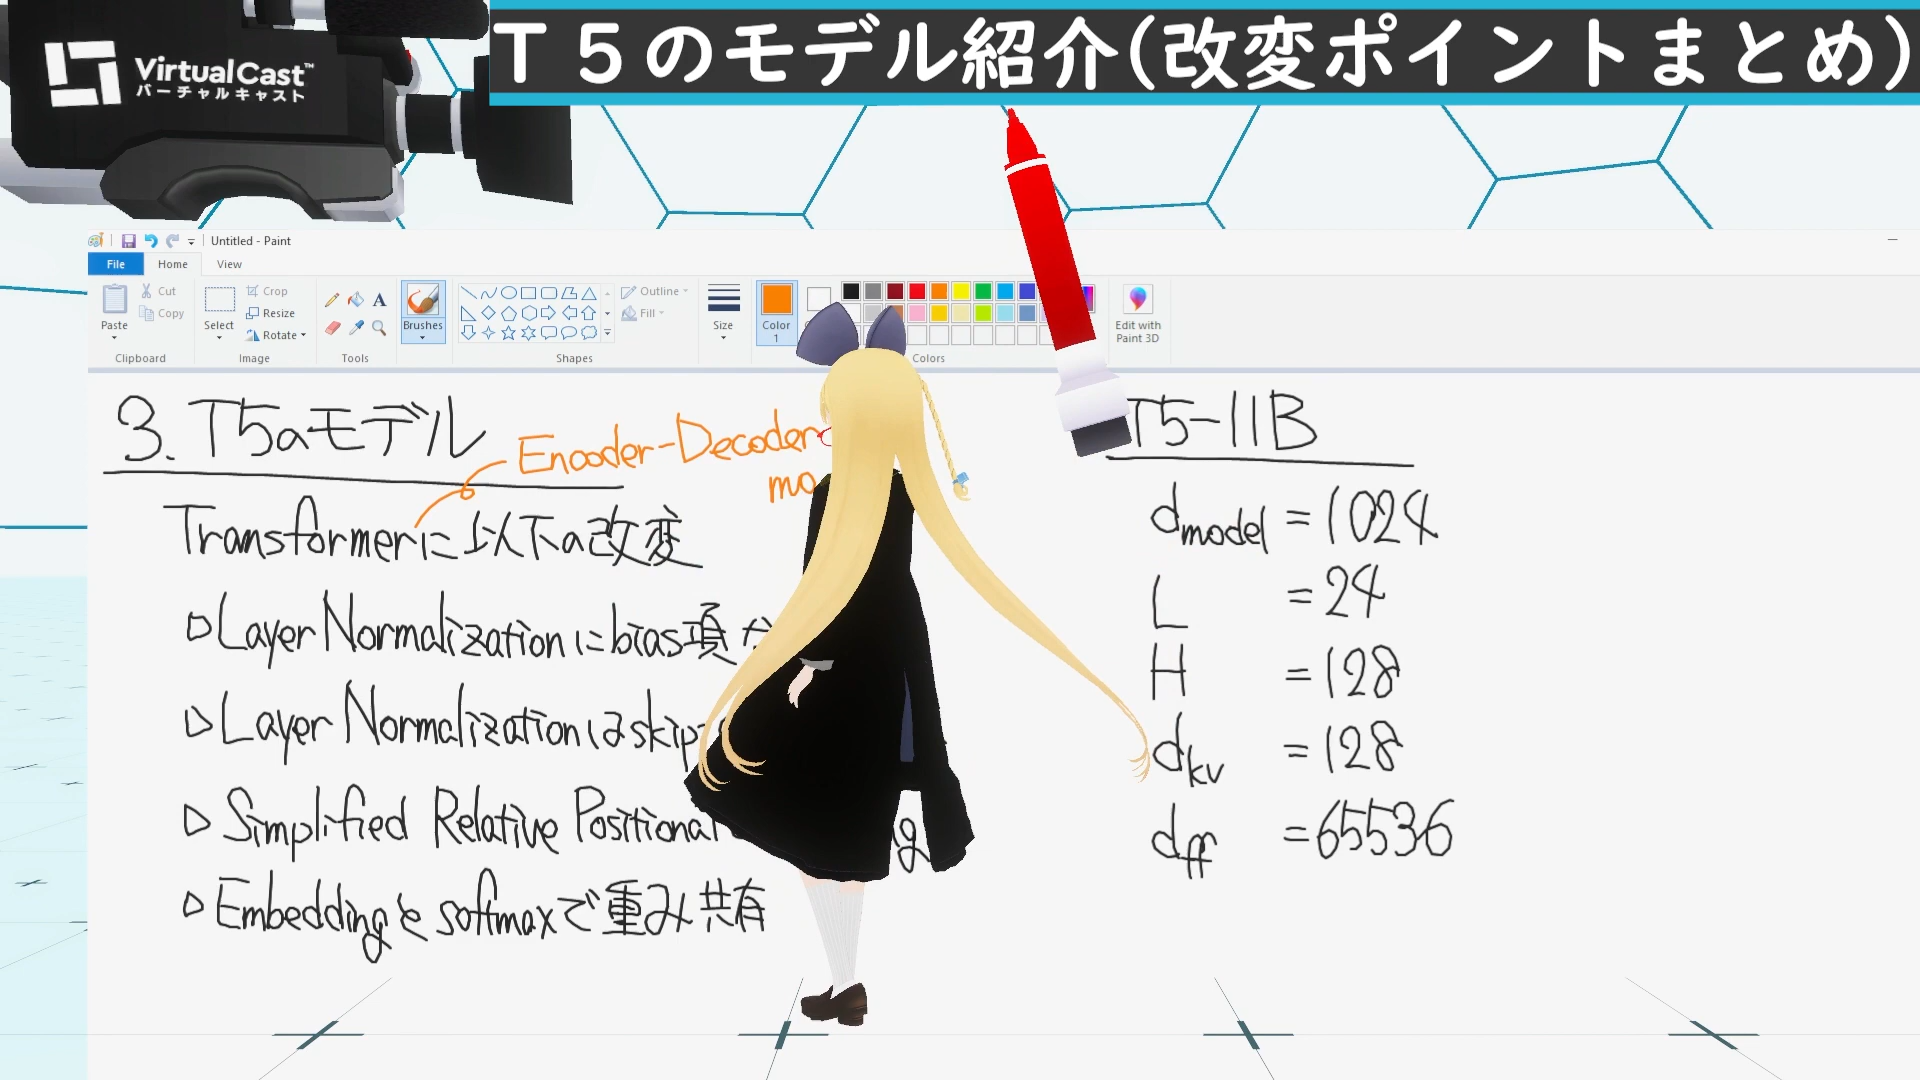 T5のモデル紹介(改変ポイントまとめ)
VirtualCast™
バーチャルキャスト
Untitled - Paint
File Home View
Paste
Cut
Copy
Clipboard
Select
Crop
Resize
Rotate
Image
Tools
Brushes
Shapes
Outline
Fill
Size
Color
1
Colors
Edit with
Paint 3D
3. T5のモデル
Encoder-Decoder
mo
Transformerに以下の改変
▷Layer Normalizationにbias項
▷Layer Normalizationはskip
▷Simplified Relative Positional
▷Embeddingとsoftmaxで重み共有
T5-11B
dmodel = 1024
L = 24
H = 128
dkv = 128
dff = 65536